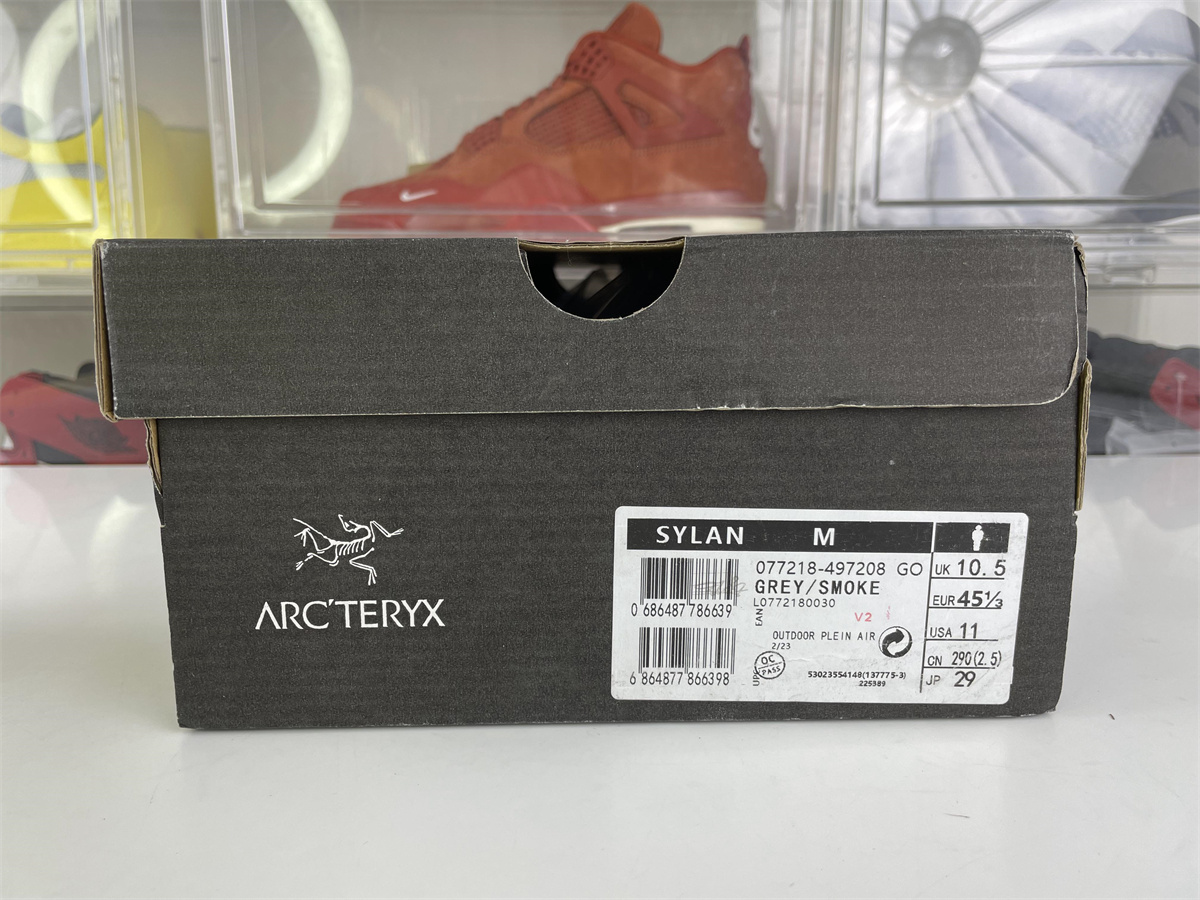 ARC'TERYX
SYLAN M
077218-497208 GO
GREY/SMOKE
L0772180030
EAN
0 686487 786639
V2
OUTDOOR PLEIN AIR
2/23
QC
PASS
UPC
6 864877 866398
53023554148(137775-3)
225389
UK 10.5
EUR 45⅓
USA 11
CN 290(2.5)
JP 29